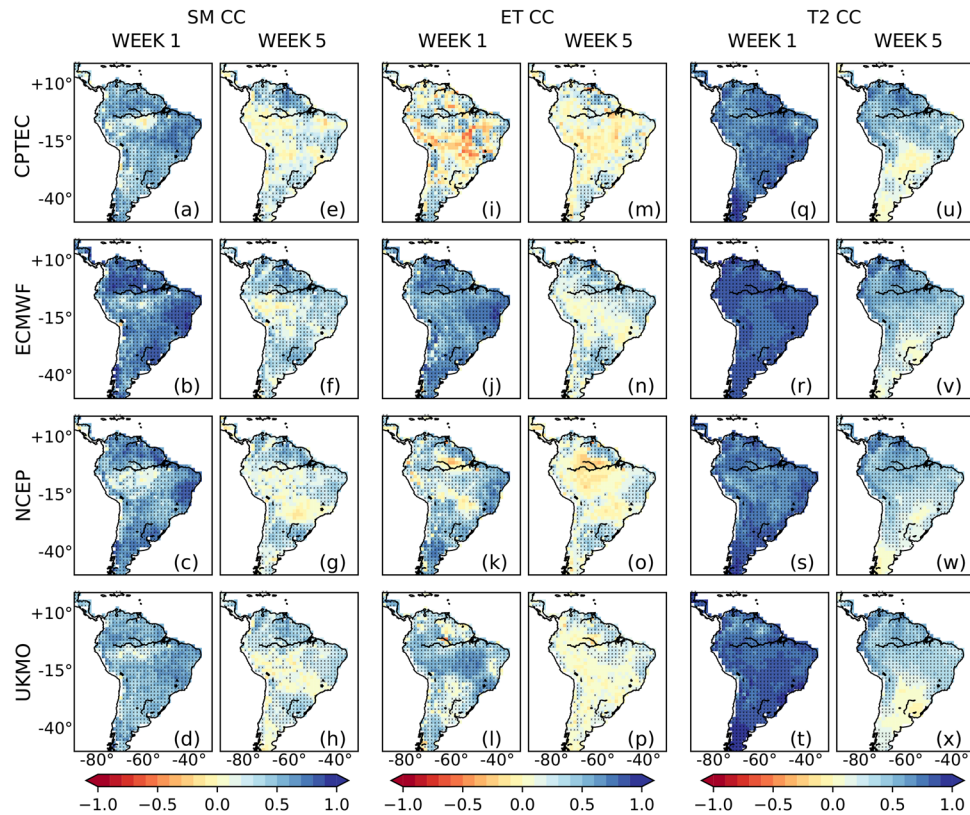 SM CC ET CC T2 CC
WEEK 1 WEEK 5 WEEK 1 WEEK 5 WEEK 1 WEEK 5
CPTEC
+10°
-15°
-40°
(a) (e) (i) (m) (q) (u)
ECMWF
+10°
-15°
-40°
(b) (f) (j) (n) (r) (v)
NCEP
+10°
-15°
-40°
(c) (g) (k) (o) (s) (w)
UKMO
+10°
-15°
-40°
(d) (h) (l) (p) (t) (x)
-80° -60° -40° -80° -60° -40° -80° -60° -40° -80° -60° -40° -80° -60° -40° -80° -60° -40°
−1.0 −0.5 0.0 0.5 1.0 −1.0 −0.5 0.0 0.5 1.0 −1.0 −0.5 0.0 0.5 1.0